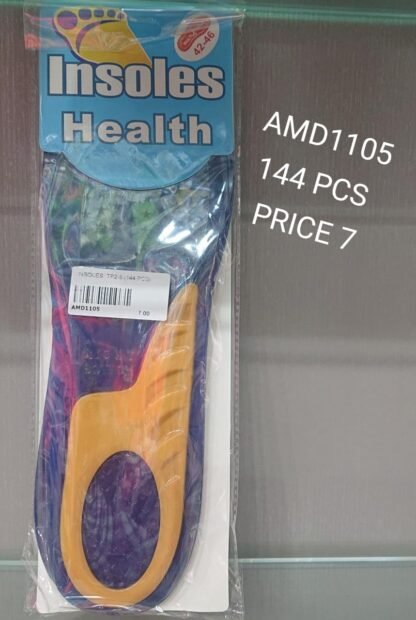 42-46
Insoles
Health
AMD1105
144 PCS
PRICE 7
AMD1105
7.00